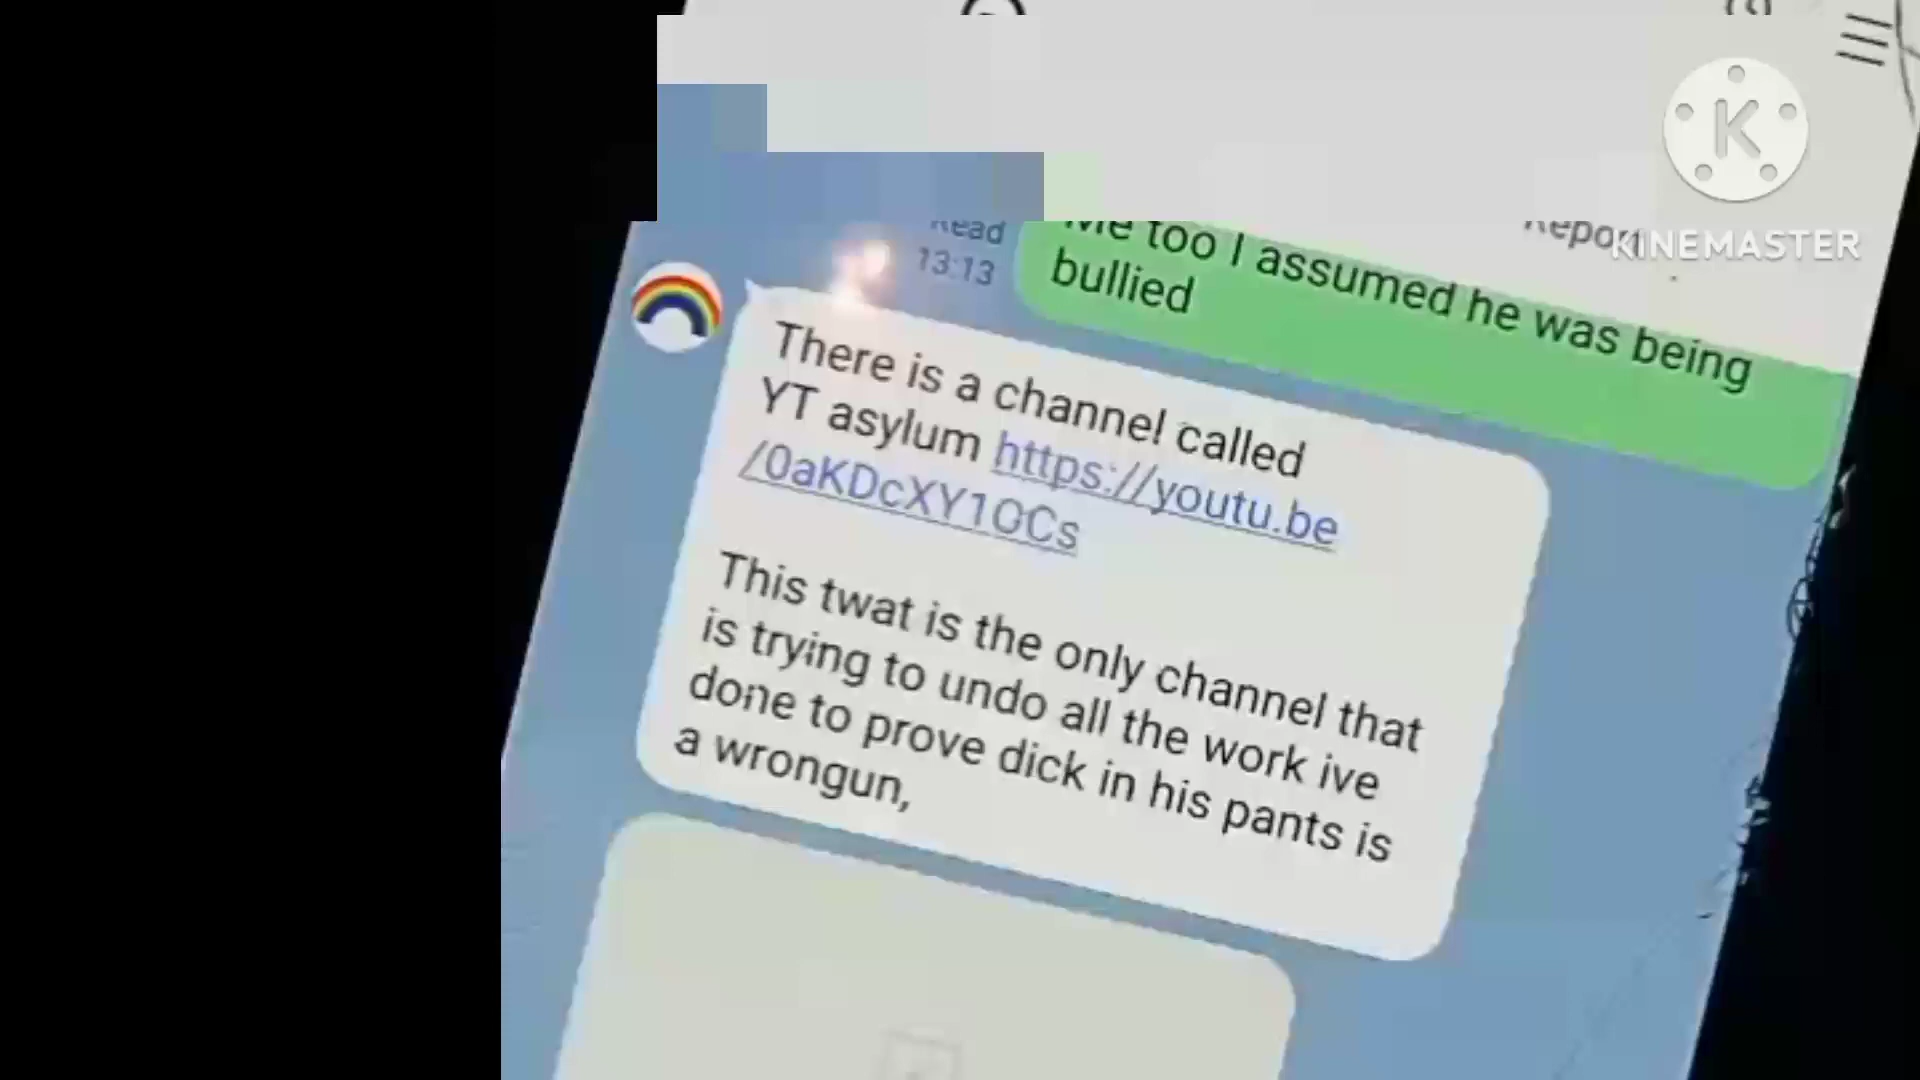 Read
13:13
Me too I assumed he was being
bullied
Report
KINEMASTER
There is a channel called
YT asylum https://youtu.be
/0aKDcXY1OCs
This twat is the only channel that
is trying to undo all the work ive
done to prove dick in his pants is
a wrongun,